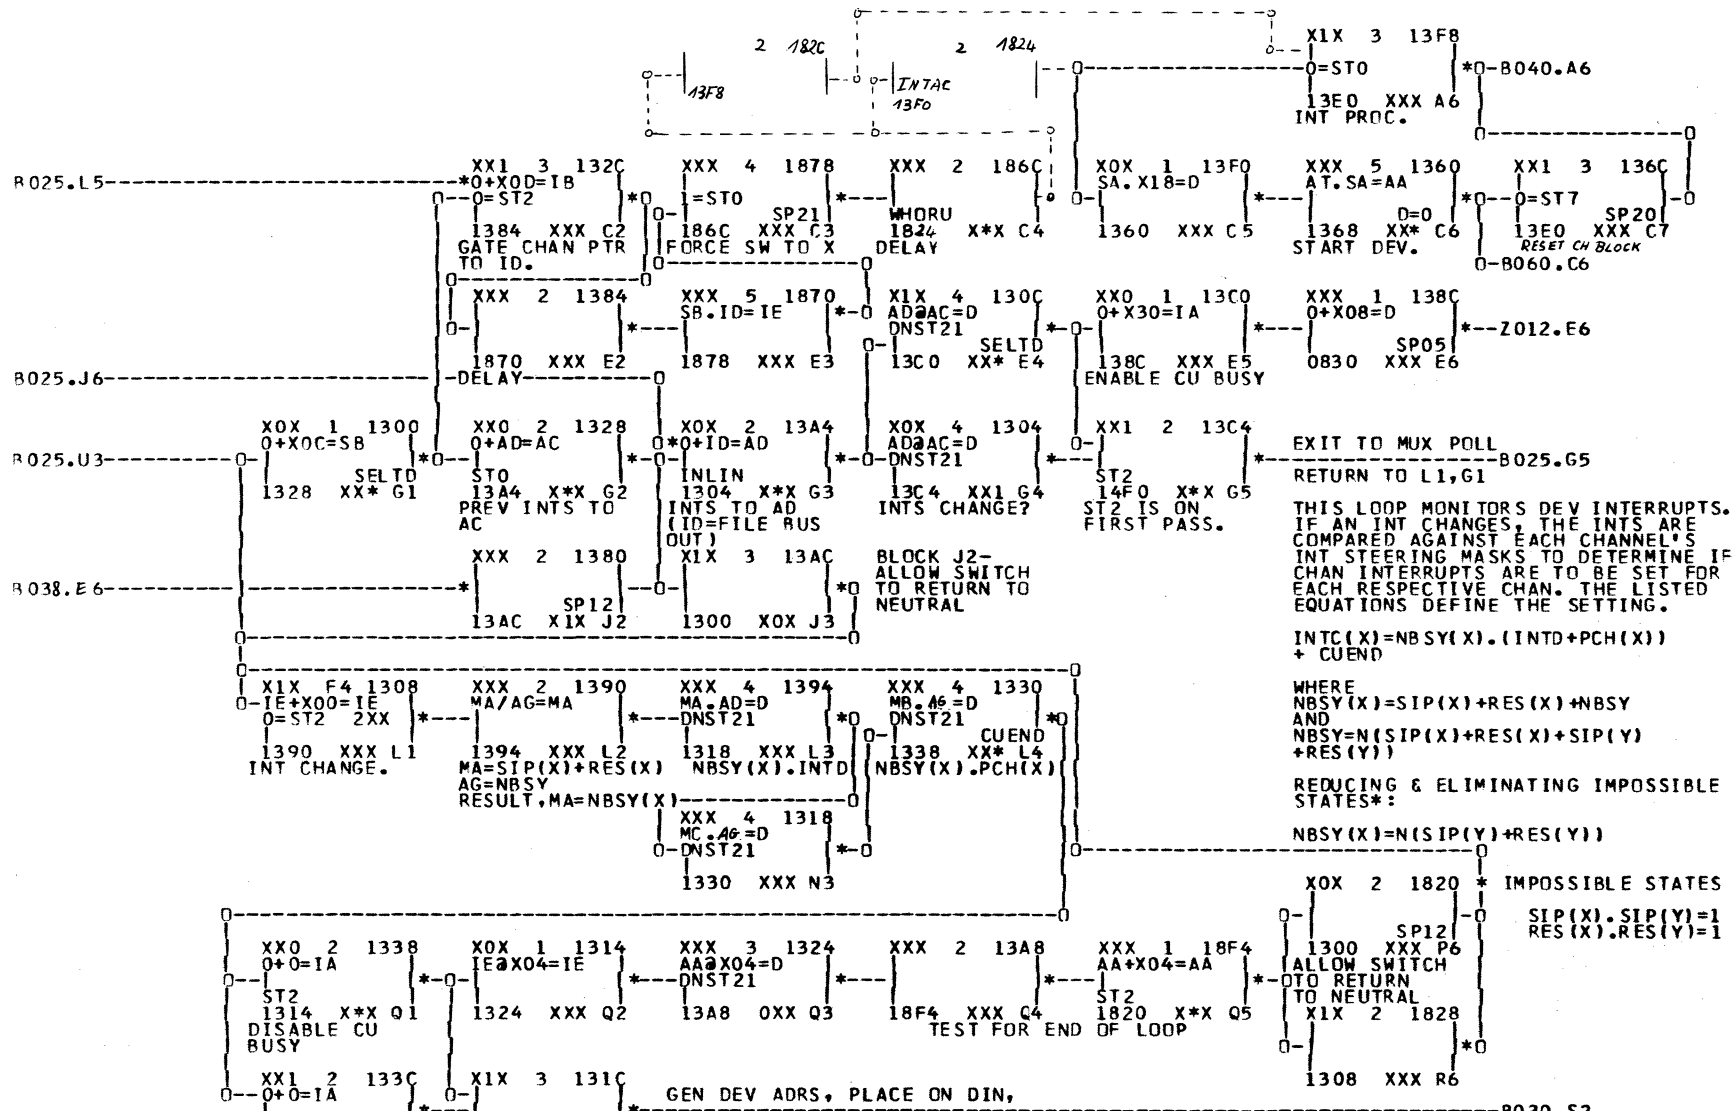 2 182C
2 1824
X1X 3 13F8
0=ST0
*0-B040.A6
13F8
INTAC
13F0
13E0 XXX A6
INT PROC.
B025.L5
XX1 3 132C
*0+X0D=IB
0=ST2
1384 XXX C2
GATE CHAN PTR
TO ID.
XXX 4 1878
1=ST0
SP21
186C XXX C3
FORCE SW TO X
XXX 2 186C
WHORU
1824 X*X C4
DELAY
X0X 1 13F0
SA.X18=D
1360 XXX C5
XXX 5 1360
AT.SA=AA
D=0
1368 XX* C6
START DEV.
XX1 3 136C
0=ST7
SP20
13E0 XXX C7
RESET CH BLOCK
0-B060.C6
XXX 2 1384
1870 XXX E2
DELAY
XXX 5 1870
SB.ID=IE
1878 XXX E3
X1X 4 130C
AD@AC=D
DNST21
SELTD
13C0 XX* E4
XX0 1 13C0
0+X30=IA
138C XXX E5
ENABLE CU BUSY
XXX 1 138C
0+X08=D
SP05
0830 XXX E6
*--Z012.E6
B025.J6
B025.U3
X0X 1 1300
0+X0C=SB
SELTD
1328 XX* G1
XX0 2 1328
0+AD=AC
ST0
13A4 X*X G2
PREV INTS TO
AC
X0X 2 13A4
*0+ID=AD
INLIN
1304 X*X G3
INTS TO AD
(ID=FILE BUS
OUT)
X0X 4 1304
AD@AC=D
DNST21
13C4 XX1 G4
INTS CHANGE?
XX1 2 13C4
ST2
14F0 X*X G5
ST2 IS ON
FIRST PASS.
EXIT TO MUX POLL
B025.G5
RETURN TO L1,G1
THIS LOOP MONITORS DEV INTERRUPTS.
IF AN INT CHANGES, THE INTS ARE
COMPARED AGAINST EACH CHANNEL'S
INT STEERING MASKS TO DETERMINE IF
CHAN INTERRUPTS ARE TO BE SET FOR
EACH RESPECTIVE CHAN. THE LISTED
EQUATIONS DEFINE THE SETTING.
B038.E6
XXX 2 1380
SP12
13AC X1X J2
X1X 3 13AC
1300 X0X J3
BLOCK J2-
ALLOW SWITCH
TO RETURN TO
NEUTRAL
INTC(X)=NBSY(X).(INTD+PCH(X))
+ CUEND
WHERE
NBSY(X)=SIP(X)+RES(X)+NBSY
AND
NBSY=N(SIP(X)+RES(X)+SIP(Y)
+RES(Y))
REDUCING & ELIMINATING IMPOSSIBLE
STATES*:
NBSY(X)=N(SIP(Y)+RES(Y))
X1X F4 1308
IE+X00=IE
0=ST2 2XX
1390 XXX L1
INT CHANGE.
XXX 2 1390
MA/AG=MA
1394 XXX L2
MA=SIP(X)+RES(X)
AG=NBSY
RESULT,MA=NBSY(X)
XXX 4 1394
MA.AD=D
DNST21
1318 XXX L3
NBSY(X).INTD
XXX 4 1330
MB.AG=D
DNST21
CUEND
1338 XX* L4
NBSY(X).PCH(X)
XXX 4 1318
MC.AG=D
DNST21
1330 XXX N3
X0X 2 1820
SP12
1300 XXX P6
ALLOW SWITCH
TO RETURN
TO NEUTRAL
* IMPOSSIBLE STATES
SIP(X).SIP(Y)=1
RES(X).RES(Y)=1
XX0 2 1338
0+0=IA
ST2
1314 X*X Q1
DISABLE CU
BUSY
X0X 1 1314
IE@X04=IE
1324 XXX Q2
XXX 3 1324
AA@X04=D
DNST21
13A8 0XX Q3
XXX 2 13A8
18F4 XXX Q4
TEST FOR END OF LOOP
XXX 1 18F4
AA+X04=AA
ST2
1820 X*X Q5
X1X 2 1828
1308 XXX R6
XX1 2 133C
0+0=IA
X1X 3 131C
GEN DEV ADRS, PLACE ON DIN,